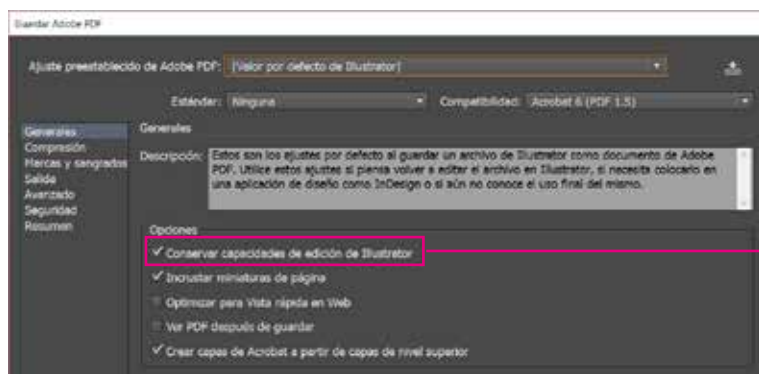 Guardar Adobe PDF
Ajuste preestablecido de Adobe PDF: [Valor por defecto de Illustrator]
Estándar: Ninguna Compatibilidad: Acrobat 6 (PDF 1.5)
Generales
Compresión
Marcas y sangrados
Salida
Avanzado
Seguridad
Resumen
Generales
Descripción: Estos son los ajustes por defecto al guardar un archivo de Illustrator como documento de Adobe
PDF. Utilice estos ajustes si piensa volver a editar el archivo en Illustrator, si necesita colocarlo en
una aplicación de diseño como InDesign o si aún no conoce el uso final del mismo.
Opciones
Conservar capacidades de edición de Illustrator
Incrustar miniaturas de página
Optimizar para Vista rápida en Web
Ver PDF después de guardar
Crear capas de Acrobat a partir de capas de nivel superior